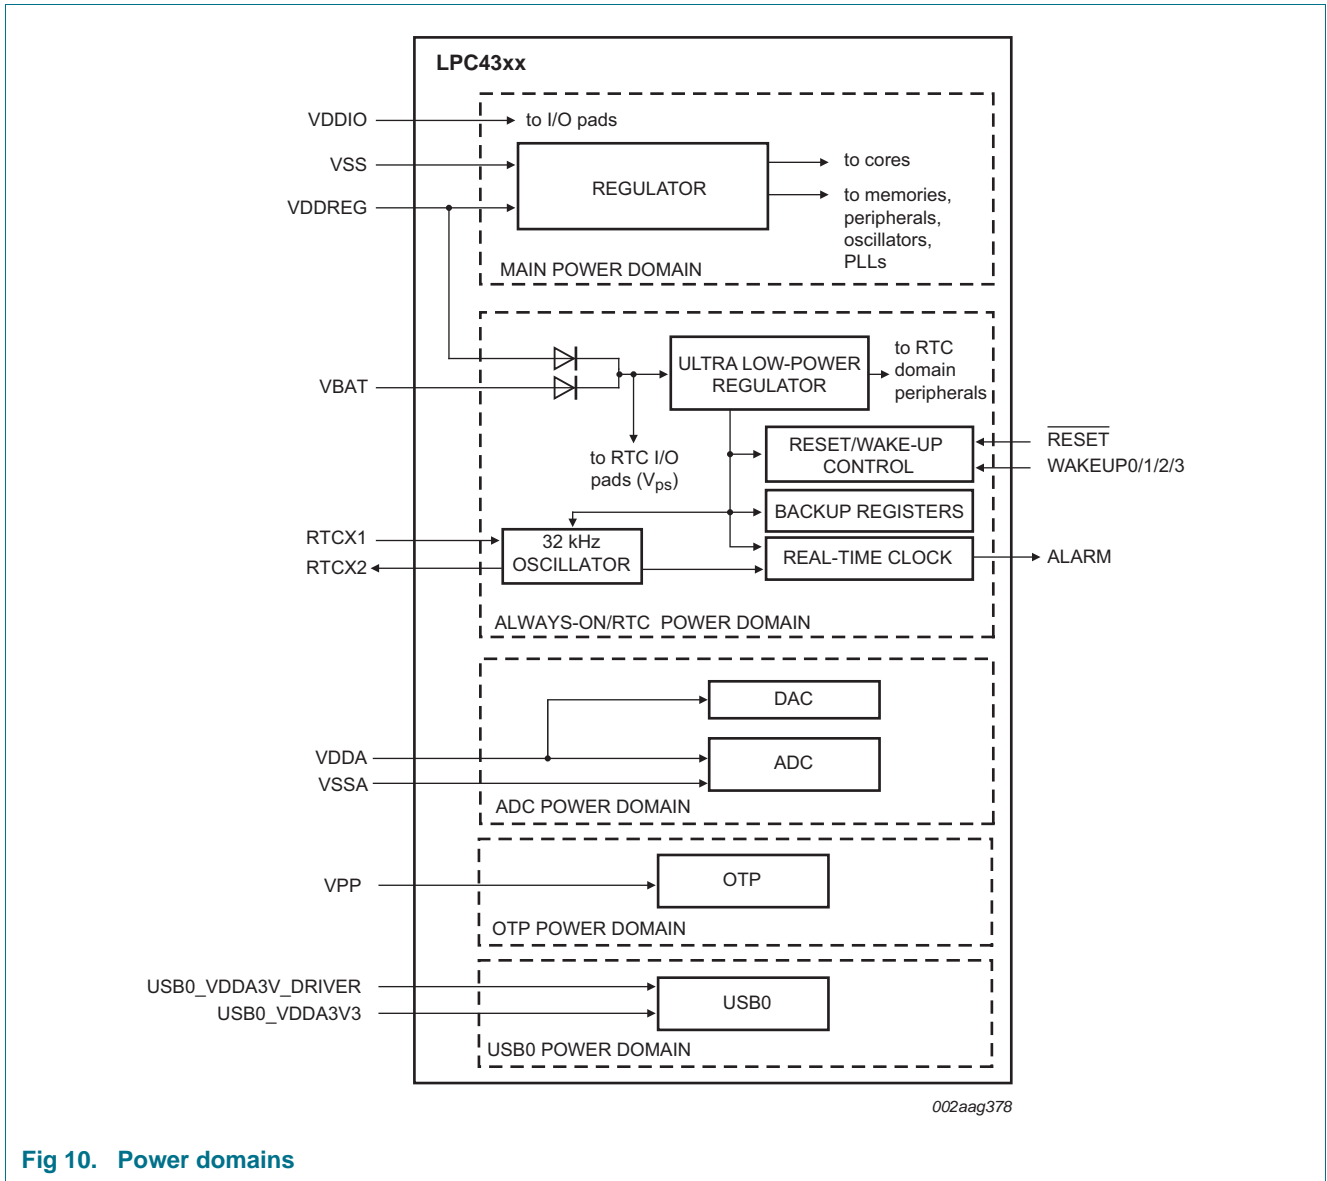 LPC43xx
VDDIO
to I/O pads
VSS
VDDREG
REGULATOR
to cores
to memories,
peripherals,
oscillators,
PLLs
MAIN POWER DOMAIN
VBAT
ULTRA LOW-POWER
REGULATOR
to RTC
domain
peripherals
to RTC I/O
pads (Vps)
RESET/WAKE-UP
CONTROL
RESET
WAKEUP0/1/2/3
BACKUP REGISTERS
RTCX1
RTCX2
32 kHz
OSCILLATOR
REAL-TIME CLOCK
ALARM
ALWAYS-ON/RTC POWER DOMAIN
DAC
VDDA
VSSA
ADC
ADC POWER DOMAIN
VPP
OTP
OTP POWER DOMAIN
USB0_VDDA3V_DRIVER
USB0_VDDA3V3
USB0
USB0 POWER DOMAIN
002aag378
Fig 10. Power domains